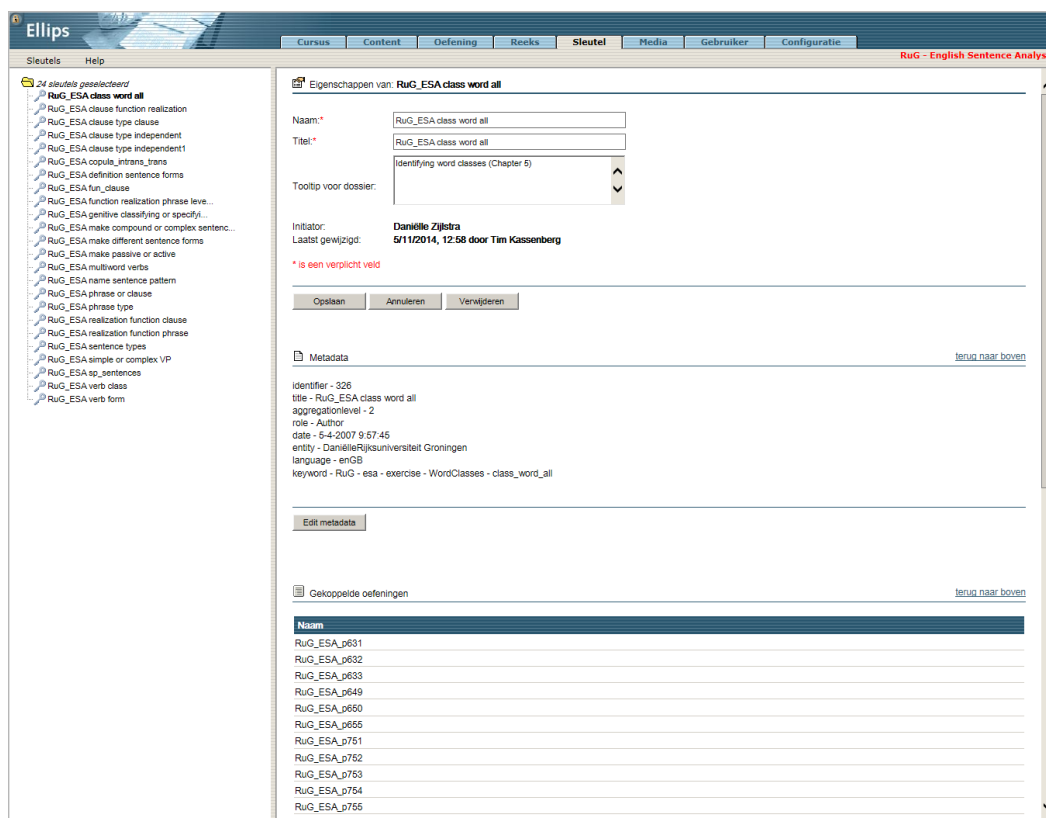 Ellips
Cursus Content Oefening Reeks Sleutel Media Gebruiker Configuratie
Sleutels Help
RuG - English Sentence Analys
24 sleutels geselecteerd
RuG_ESA class word all
RuG_ESA clause function realization
RuG_ESA clause type clause
RuG_ESA clause type independent
RuG_ESA clause type independent1
RuG_ESA copula_intrans_trans
RuG_ESA definition sentence forms
RuG_ESA fun_clause
RuG_ESA function realization phrase leve...
RuG_ESA genitive classifying or specifyi...
RuG_ESA make compound or complex sentenc...
RuG_ESA make different sentence forms
RuG_ESA make passive or active
RuG_ESA multiword verbs
RuG_ESA name sentence pattern
RuG_ESA phrase or clause
RuG_ESA phrase type
RuG_ESA realization function clause
RuG_ESA realization function phrase
RuG_ESA sentence types
RuG_ESA simple or complex VP
RuG_ESA sp_sentences
RuG_ESA verb class
RuG_ESA verb form
Eigenschappen van: RuG_ESA class word all
Naam:* RuG_ESA class word all
Titel:* RuG_ESA class word all
Tooltip voor dossier: Identifying word classes (Chapter 5)
Initiator: Daniëlle Zijlstra
Laatst gewijzigd: 5/11/2014, 12:58 door Tim Kassenberg
* is een verplicht veld
Opslaan Annuleren Verwijderen
Metadata terug naar boven
identifier - 326
title - RuG_ESA class word all
aggregationlevel - 2
role - Author
date - 5-4-2007 9:57:45
entity - DaniëlleRijksuniversiteit Groningen
language - enGB
keyword - RuG - esa - exercise - WordClasses - class_word_all
Edit metadata
Gekoppelde oefeningen terug naar boven
Naam
RuG_ESA_p631
RuG_ESA_p632
RuG_ESA_p633
RuG_ESA_p649
RuG_ESA_p650
RuG_ESA_p655
RuG_ESA_p751
RuG_ESA_p752
RuG_ESA_p753
RuG_ESA_p754
RuG_ESA_p755